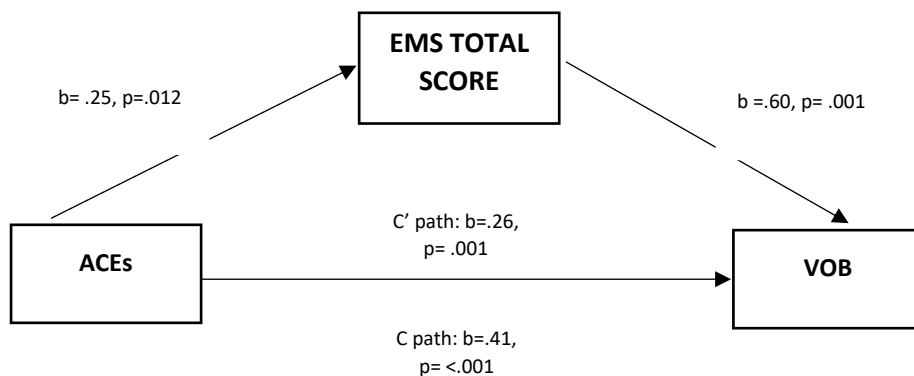 EMS TOTAL
SCORE
b= .25, p=.012
b =.60, p= .001
C’ path: b=.26,
p= .001
ACEs
VOB
C path: b=.41,
p= <.001